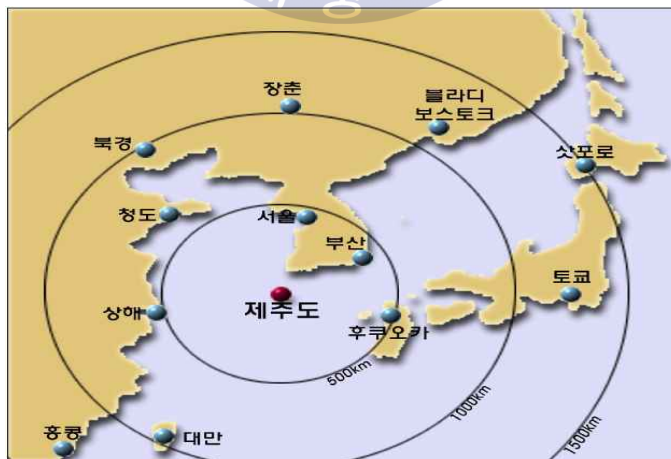 장춘
블라디
보스토크
북경
삿포로
청도
서울
부산
제주도
토쿄
상해
후쿠오카
500km
1000km
1500km
홍콩
대만